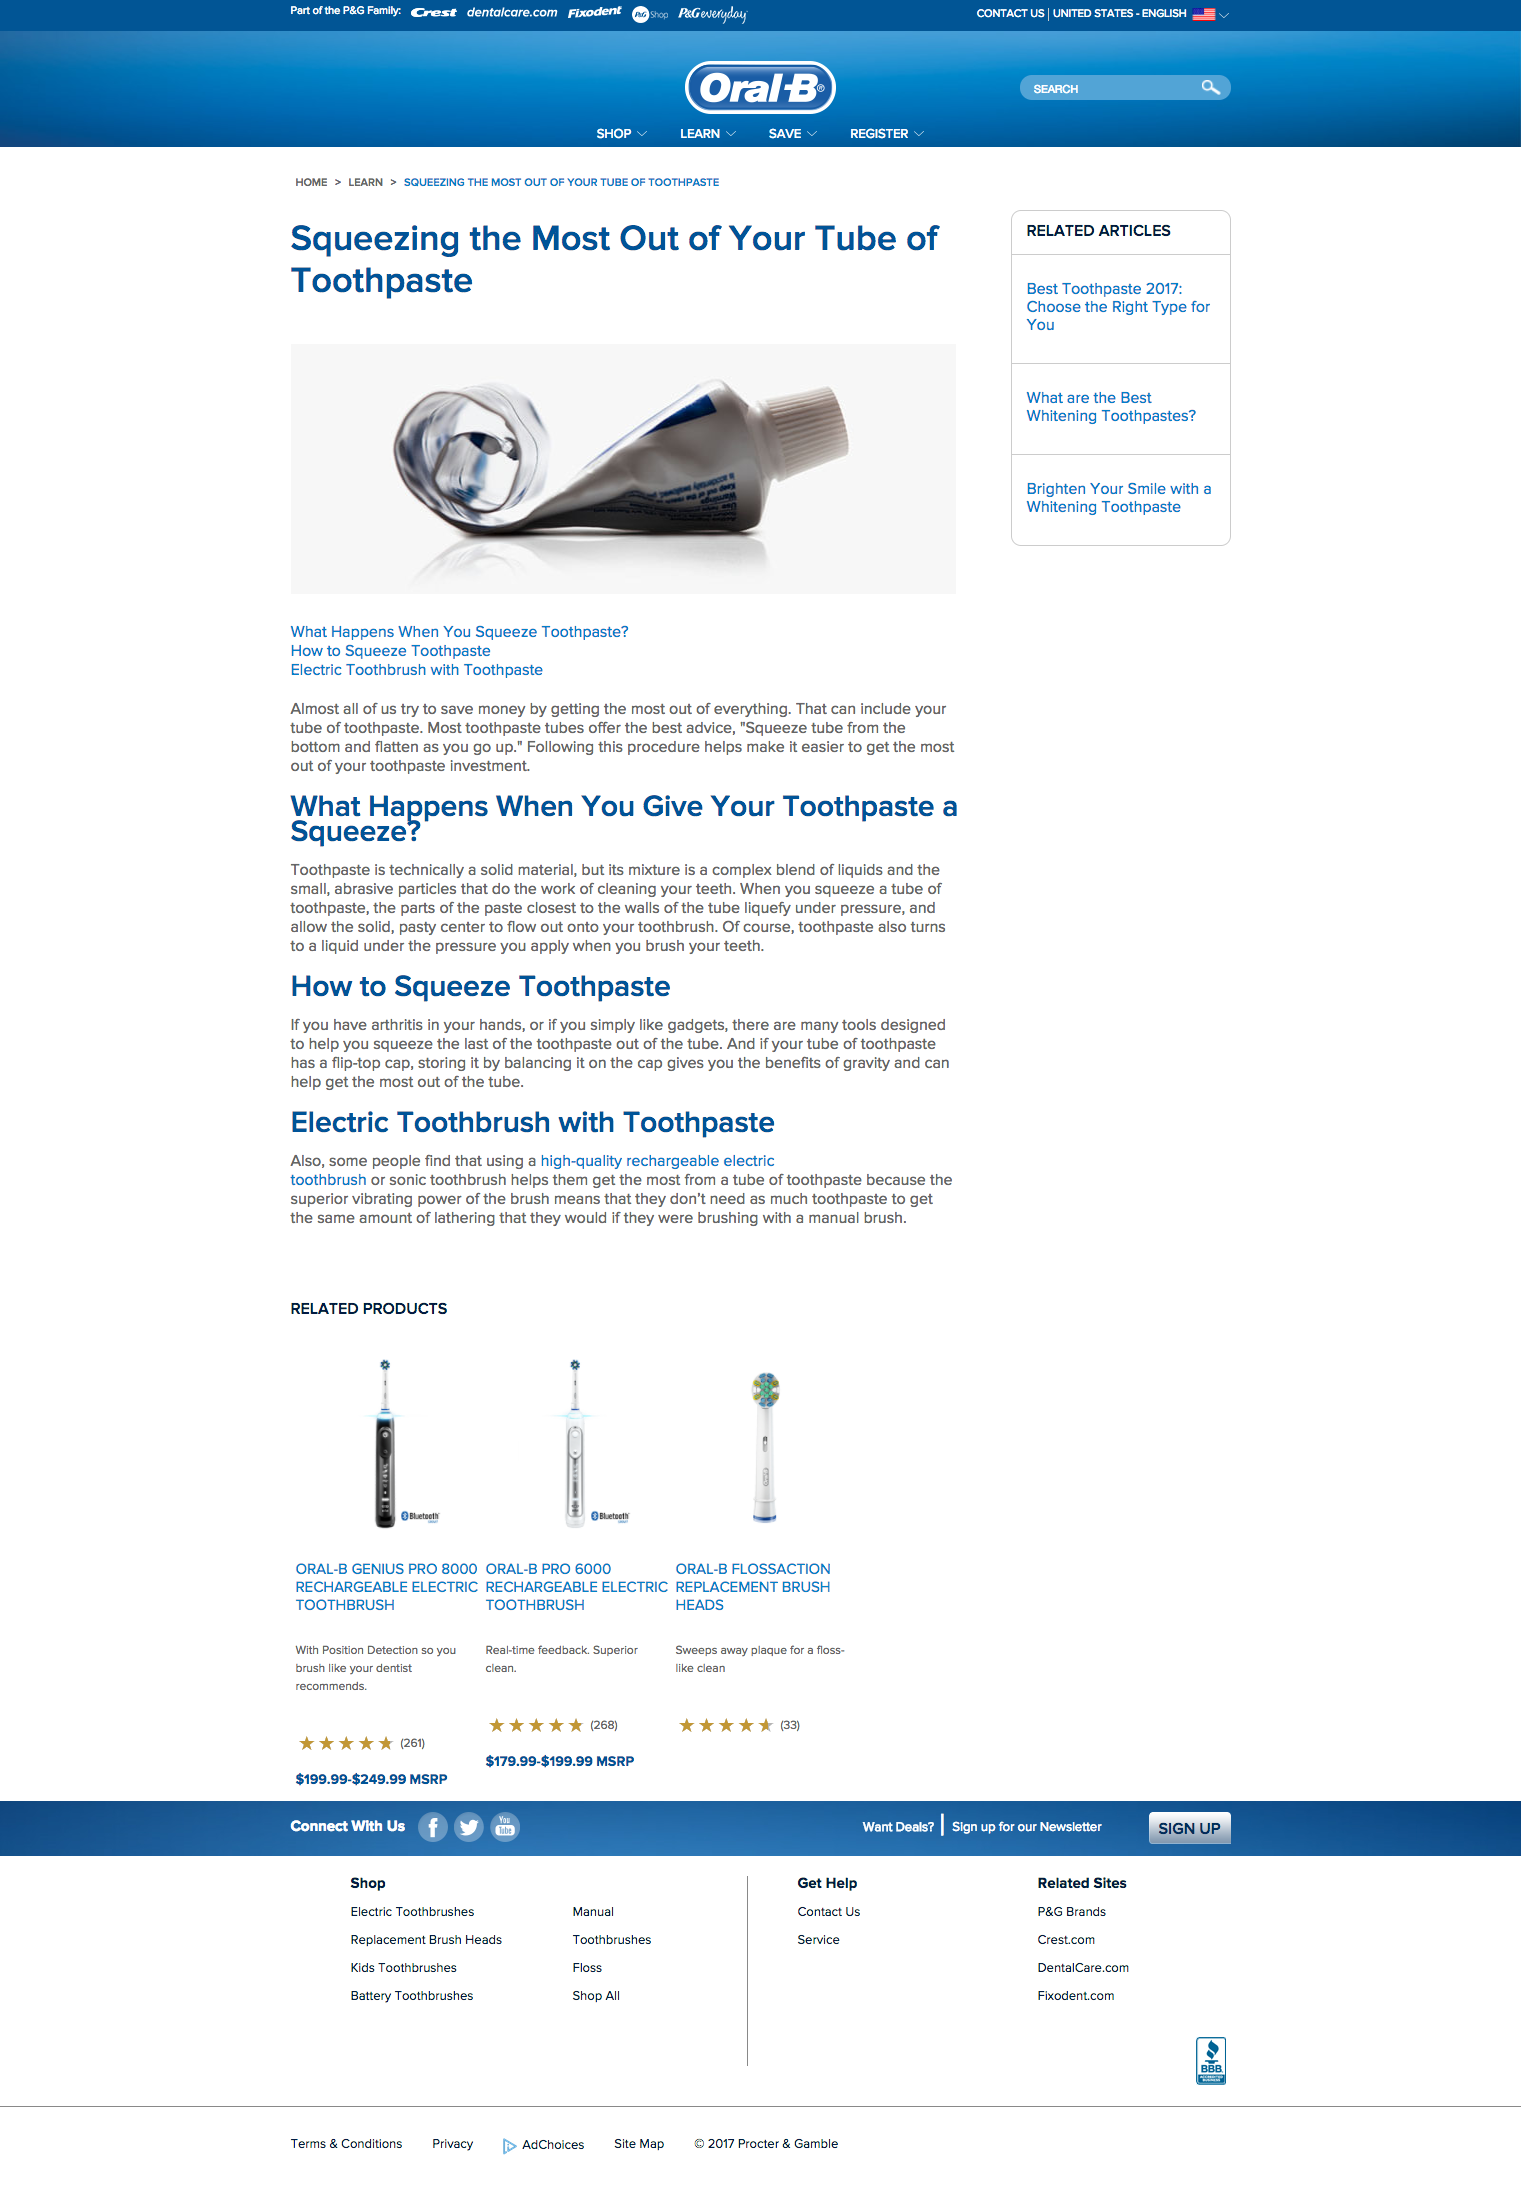 Part of the P&G Family: Crest dentalcare.com Fixodent P&G Shop P&G everyday
CONTACT US | UNITED STATES - ENGLISH
Oral-B®
SEARCH
SHOP LEARN SAVE REGISTER
HOME > LEARN > SQUEEZING THE MOST OUT OF YOUR TUBE OF TOOTHPASTE
Squeezing the Most Out of Your Tube of
Toothpaste
What Happens When You Squeeze Toothpaste?
How to Squeeze Toothpaste
Electric Toothbrush with Toothpaste
Almost all of us try to save money by getting the most out of everything. That can include your
tube of toothpaste. Most toothpaste tubes offer the best advice, "Squeeze tube from the
bottom and flatten as you go up." Following this procedure helps make it easier to get the most
out of your toothpaste investment.
What Happens When You Give Your Toothpaste a
Squeeze?
Toothpaste is technically a solid material, but its mixture is a complex blend of liquids and the
small, abrasive particles that do the work of cleaning your teeth. When you squeeze a tube of
toothpaste, the parts of the paste closest to the walls of the tube liquefy under pressure, and
allow the solid, pasty center to flow out onto your toothbrush. Of course, toothpaste also turns
to a liquid under the pressure you apply when you brush your teeth.
How to Squeeze Toothpaste
If you have arthritis in your hands, or if you simply like gadgets, there are many tools designed
to help you squeeze the last of the toothpaste out of the tube. And if your tube of toothpaste
has a flip-top cap, storing it by balancing it on the cap gives you the benefits of gravity and can
help get the most out of the tube.
Electric Toothbrush with Toothpaste
Also, some people find that using a high-quality rechargeable electric
toothbrush or sonic toothbrush helps them get the most from a tube of toothpaste because the
superior vibrating power of the brush means that they don't need as much toothpaste to get
the same amount of lathering that they would if they were brushing with a manual brush.
RELATED ARTICLES
Best Toothpaste 2017:
Choose the Right Type for
You
What are the Best
Whitening Toothpastes?
Brighten Your Smile with a
Whitening Toothpaste
RELATED PRODUCTS
Bluetooth
ORAL-B GENIUS PRO 8000
RECHARGEABLE ELECTRIC
TOOTHBRUSH
With Position Detection so you
brush like your dentist
recommends.
(261)
$199.99-$249.99 MSRP
Bluetooth
ORAL-B PRO 6000
RECHARGEABLE ELECTRIC
TOOTHBRUSH
Real-time feedback. Superior
clean.
(268)
$179.99-$199.99 MSRP
ORAL-B FLOSSACTION
REPLACEMENT BRUSH
HEADS
Sweeps away plaque for a floss-
like clean
(33)
Connect With Us
You Tube
Want Deals? | Sign up for our Newsletter
SIGN UP
Shop
Electric Toothbrushes
Replacement Brush Heads
Kids Toothbrushes
Battery Toothbrushes
Manual
Toothbrushes
Floss
Shop All
Get Help
Contact Us
Service
Related Sites
P&G Brands
Crest.com
DentalCare.com
Fixodent.com
BBB
ACCREDITED
BUSINESS
Terms & Conditions Privacy AdChoices Site Map © 2017 Procter & Gamble